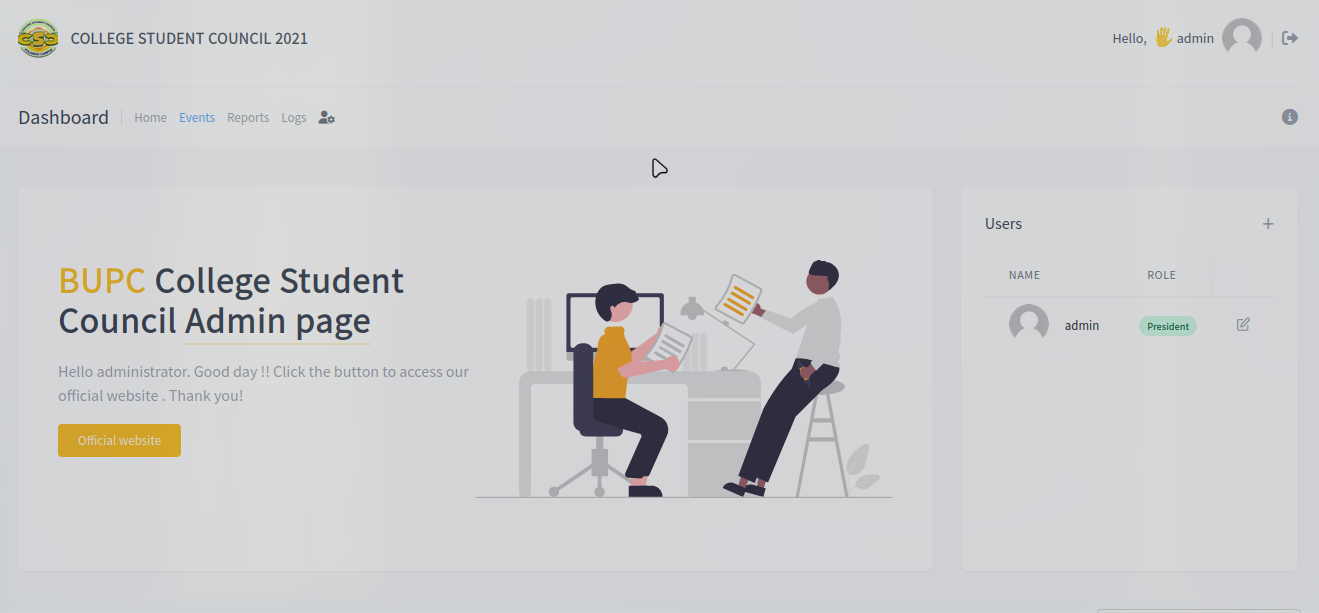 CSS
COLLEGE STUDENT COUNCIL 2021
Hello, admin
Dashboard
Home Events Reports Logs
BUPC College Student
Council Admin page
Hello administrator. Good day !! Click the button to access our
official website . Thank you!
Official website
Users
NAME ROLE
admin President